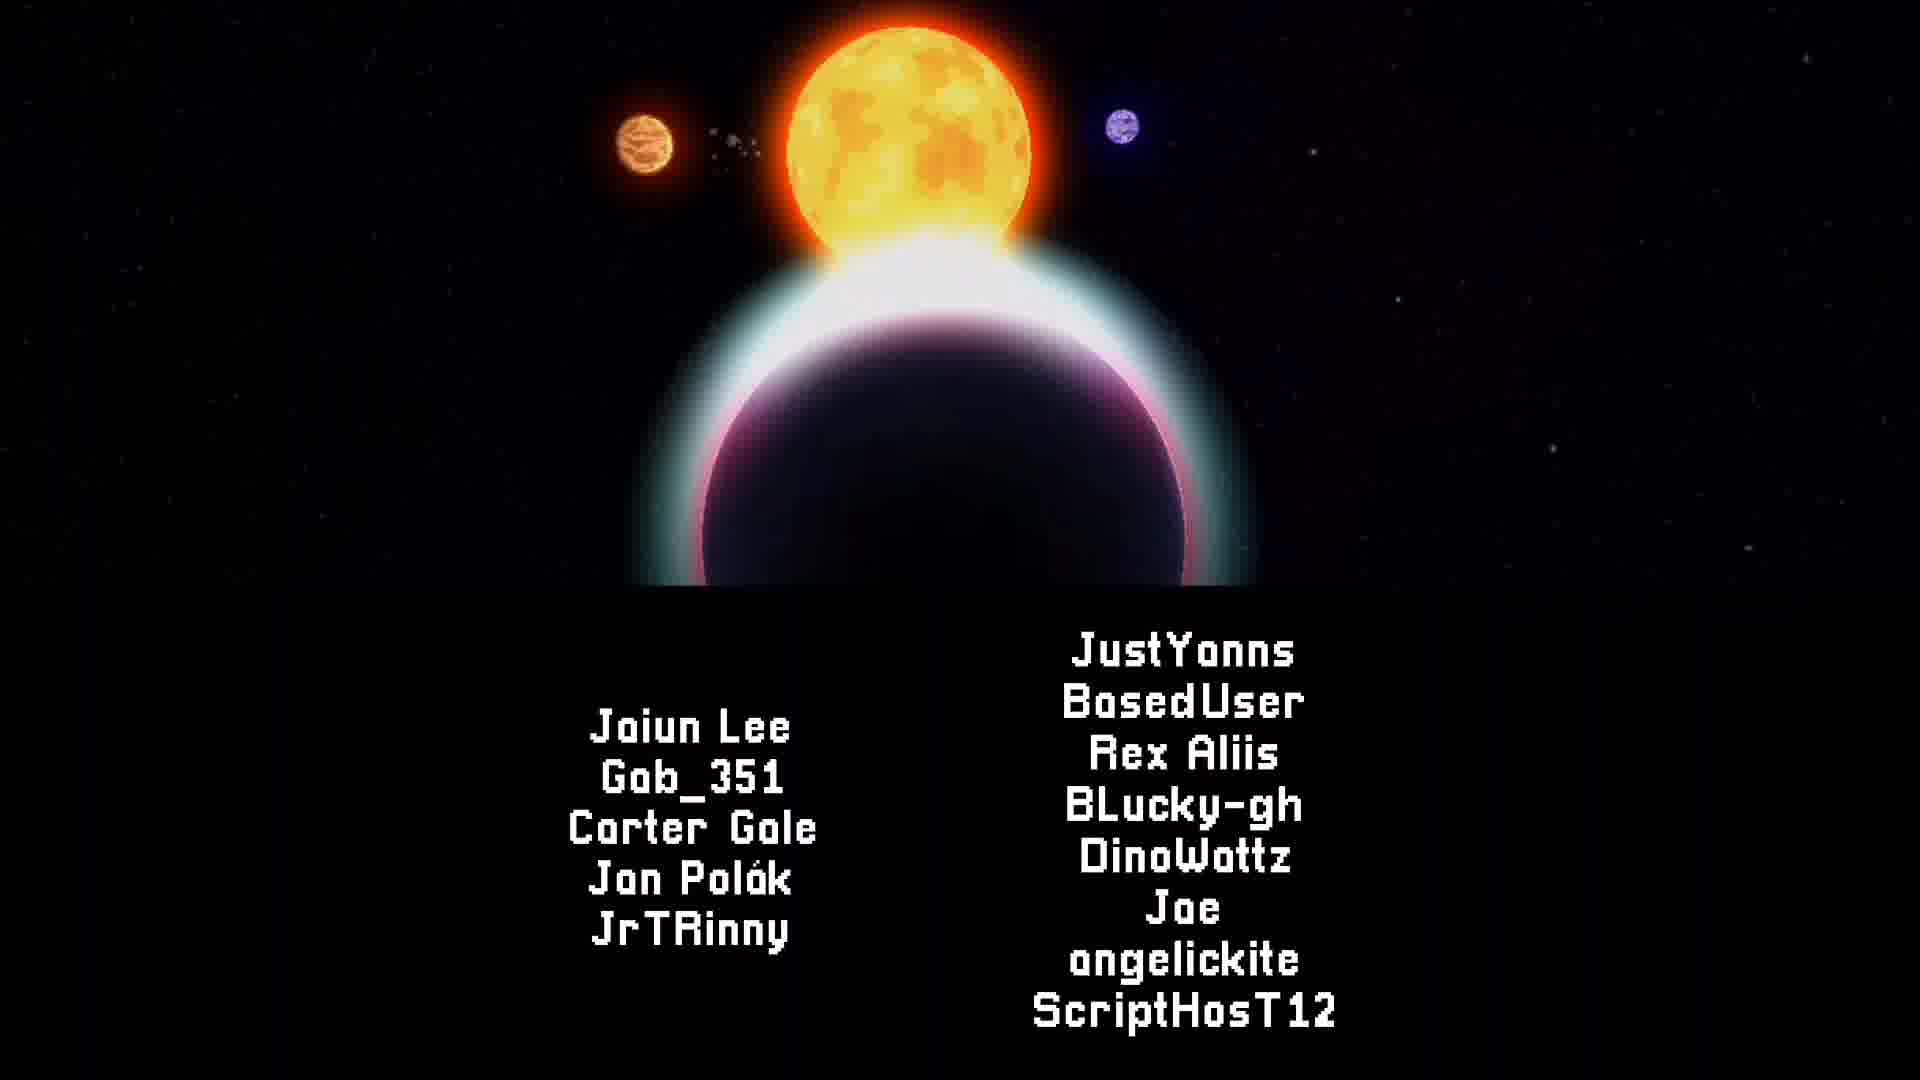 Jaiun Lee
Gab_351
Carter Gale
Jan Polák
JrTRinny
JustYanns
BasedUser
Rex Aliis
BLucky-gh
DinoWattz
Jae
angelickite
ScriptHosT12